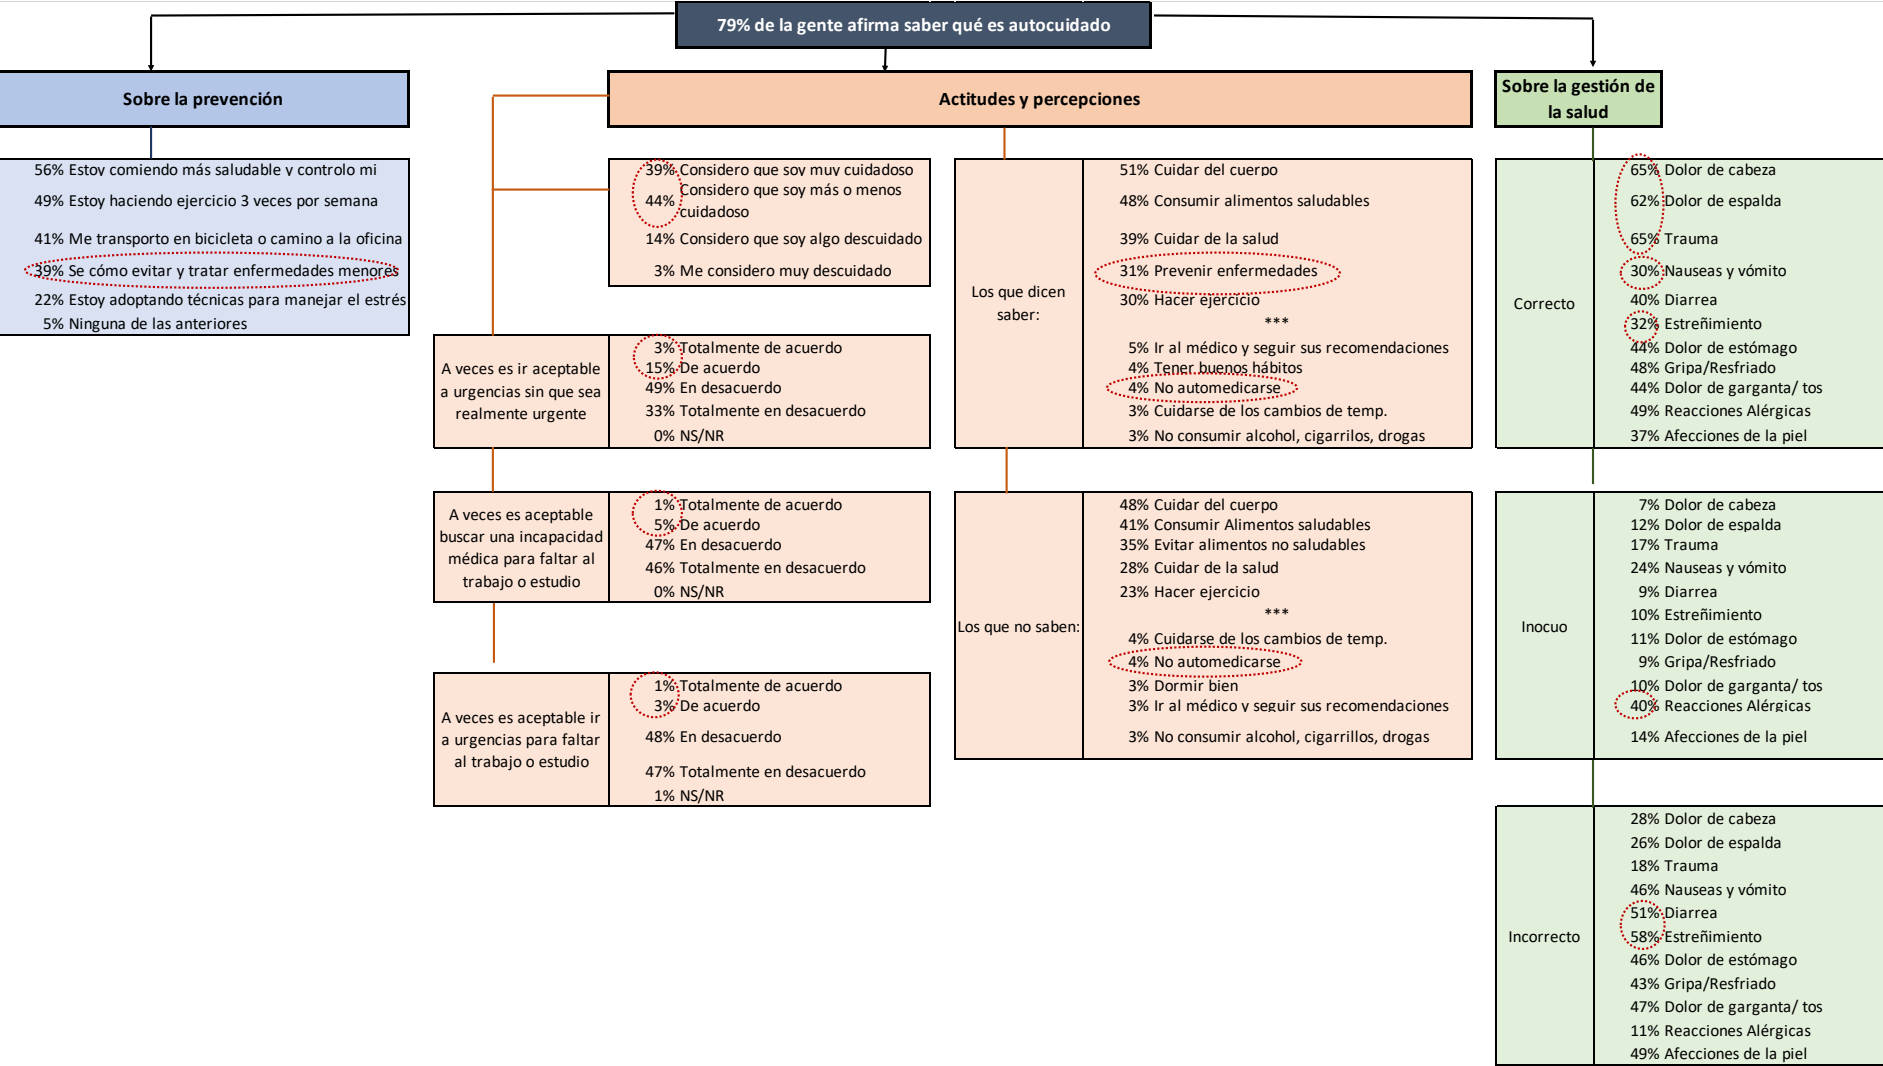 79% de la gente afirma saber qué es autocuidado
Sobre la prevención
56% Estoy comiendo más saludable y controlo mi
49% Estoy haciendo ejercicio 3 veces por semana
41% Me transporto en bicicleta o camino a la oficina
39% Se cómo evitar y tratar enfermedades menores
22% Estoy adoptando técnicas para manejar el estrés
5% Ninguna de las anteriores
Actitudes y percepciones
39% Considero que soy muy cuidadoso
44% Considero que soy más o menos
cuidadoso
14% Considero que soy algo descuidado
3% Me considero muy descuidado
A veces es ir aceptable
a urgencias sin que sea
realmente urgente
3% Totalmente de acuerdo
15% De acuerdo
49% En desacuerdo
33% Totalmente en desacuerdo
0% NS/NR
A veces es aceptable
buscar una incapacidad
médica para faltar al
trabajo o estudio
1% Totalmente de acuerdo
5% De acuerdo
47% En desacuerdo
46% Totalmente en desacuerdo
0% NS/NR
A veces es aceptable ir
a urgencias para faltar
al trabajo o estudio
1% Totalmente de acuerdo
3% De acuerdo
48% En desacuerdo
47% Totalmente en desacuerdo
1% NS/NR
Los que dicen
saber:
51% Cuidar del cuerpo
48% Consumir alimentos saludables
39% Cuidar de la salud
31% Prevenir enfermedades
30% Hacer ejercicio
***
5% Ir al médico y seguir sus recomendaciones
4% Tener buenos hábitos
4% No automedicarse
3% Cuidarse de los cambios de temp.
3% No consumir alcohol, cigarrilos, drogas
Los que no saben:
48% Cuidar del cuerpo
41% Consumir Alimentos saludables
35% Evitar alimentos no saludables
28% Cuidar de la salud
23% Hacer ejercicio
***
4% Cuidarse de los cambios de temp.
4% No automedicarse
3% Dormir bien
3% Ir al médico y seguir sus recomendaciones
3% No consumir alcohol, cigarrillos, drogas
Sobre la gestión de
la salud
Correcto
65% Dolor de cabeza
62% Dolor de espalda
65% Trauma
30% Nauseas y vómito
40% Diarrea
32% Estreñimiento
44% Dolor de estómago
48% Gripa/Resfriado
44% Dolor de garganta/ tos
49% Reacciones Alérgicas
37% Afecciones de la piel
Inocuo
7% Dolor de cabeza
12% Dolor de espalda
17% Trauma
24% Nauseas y vómito
9% Diarrea
10% Estreñimiento
11% Dolor de estómago
9% Gripa/Resfriado
10% Dolor de garganta/ tos
40% Reacciones Alérgicas
14% Afecciones de la piel
Incorrecto
28% Dolor de cabeza
26% Dolor de espalda
18% Trauma
46% Nauseas y vómito
51% Diarrea
58% Estreñimiento
46% Dolor de estómago
43% Gripa/Resfriado
47% Dolor de garganta/ tos
11% Reacciones Alérgicas
49% Afecciones de la piel